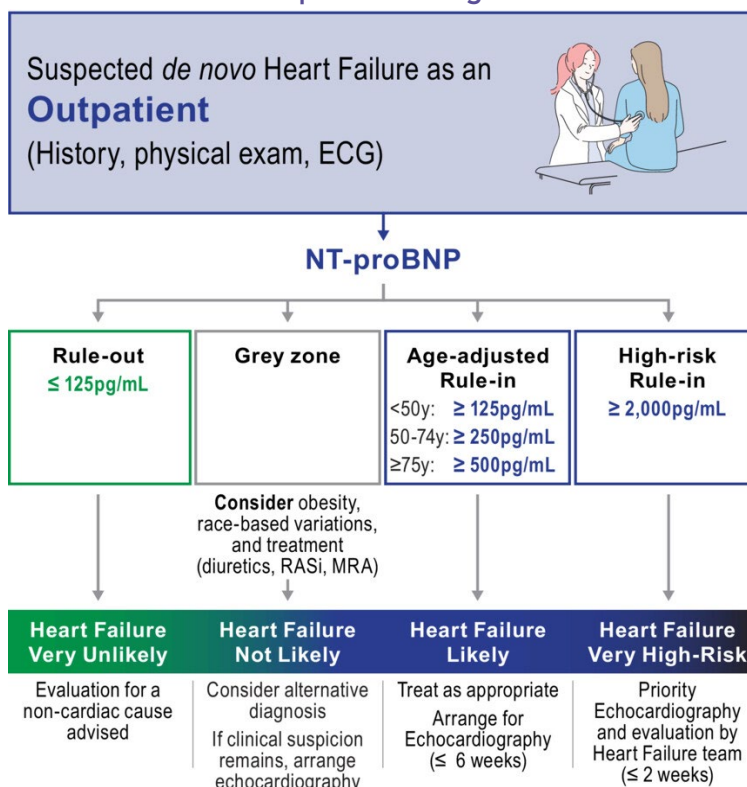 Suspected de novo Heart Failure as an
Outpatient
(History, physical exam, ECG)
NT-proBNP
Rule-out
≤ 125pg/mL
Grey zone
Age-adjusted
Rule-in
<50y: ≥ 125pg/mL
50-74y: ≥ 250pg/mL
≥75y: ≥ 500pg/mL
High-risk
Rule-in
≥ 2,000pg/mL
Consider obesity,
race-based variations,
and treatment
(diuretics, RASi, MRA)
Heart Failure
Very Unlikely
Heart Failure
Not Likely
Heart Failure
Likely
Heart Failure
Very High-Risk
Evaluation for a
non-cardiac cause
advised
Consider alternative
diagnosis
If clinical suspicion
remains, arrange
echocardiography
Treat as appropriate
Arrange for
Echocardiography
(≤ 6 weeks)
Priority
Echocardiography
and evaluation by
Heart Failure team
(≤ 2 weeks)